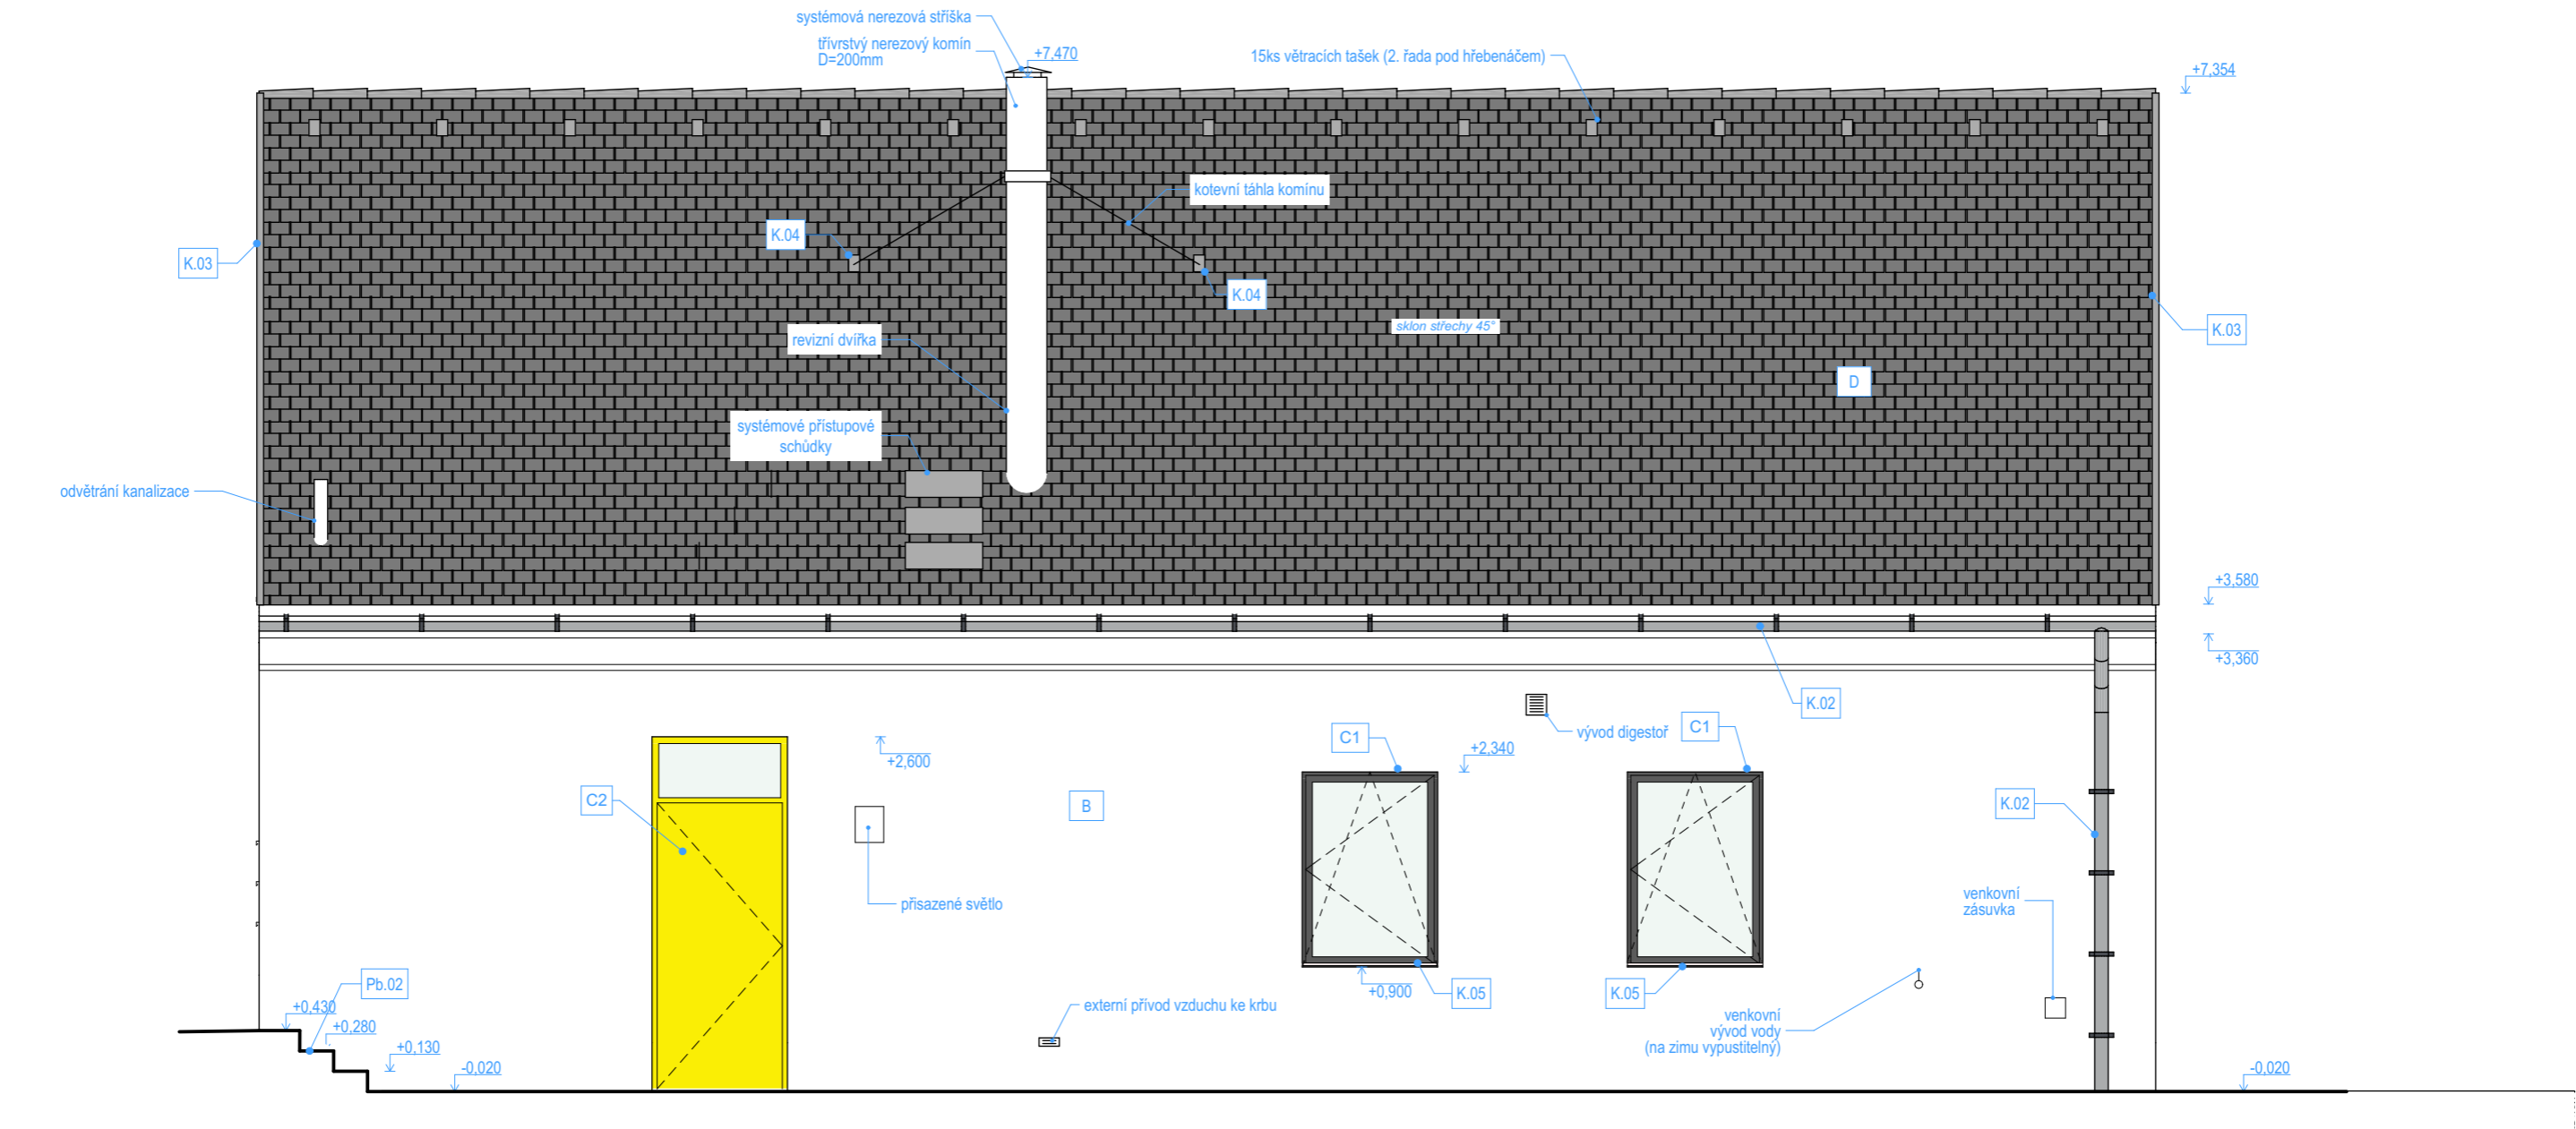 systémová nerezová stříška
třívrstvý nerezový komín
D=200mm
+7,470
15ks větracích tašek (2. řada pod hřebenáčem)
+7,354
kotevní táhla komínu
K.04
K.03
K.04
sklon střechy 45°
K.03
revizní dvířka
D
systémové přístupové
schůdky
odvětrání kanalizace
+3,580
+3,360
K.02
C1
C1
vývod digestoř
+2,340
+2,600
C2
B
K.02
přisazené světlo
venkovní
zásuvka
Pb.02
+0,900
K.05
K.05
+0,430
externí přívod vzduchu ke krbu
+0,280
venkovní
vývod vody
(na zimu vypustitelný)
+0,130
-0,020
-0,020